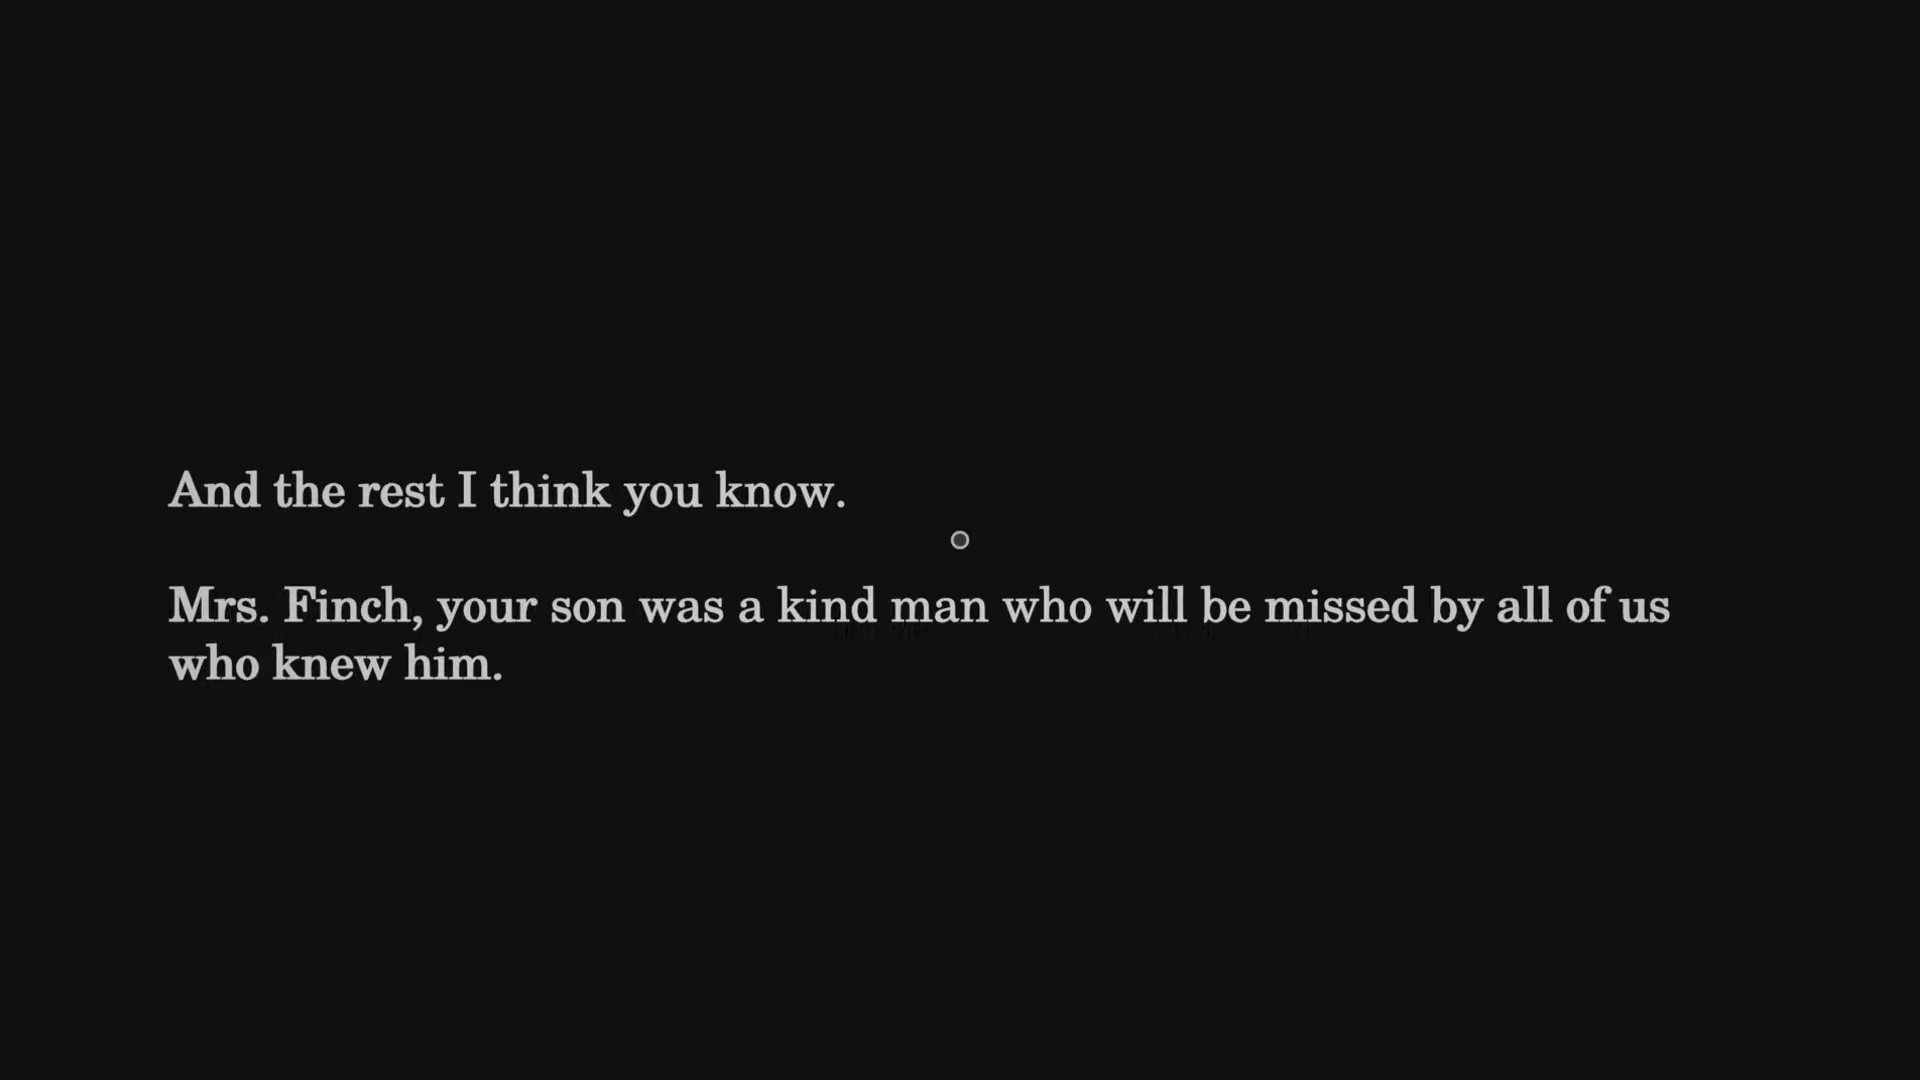 And the rest I think you know.
Mrs. Finch, your son was a kind man who will be missed by all of us
who knew him.